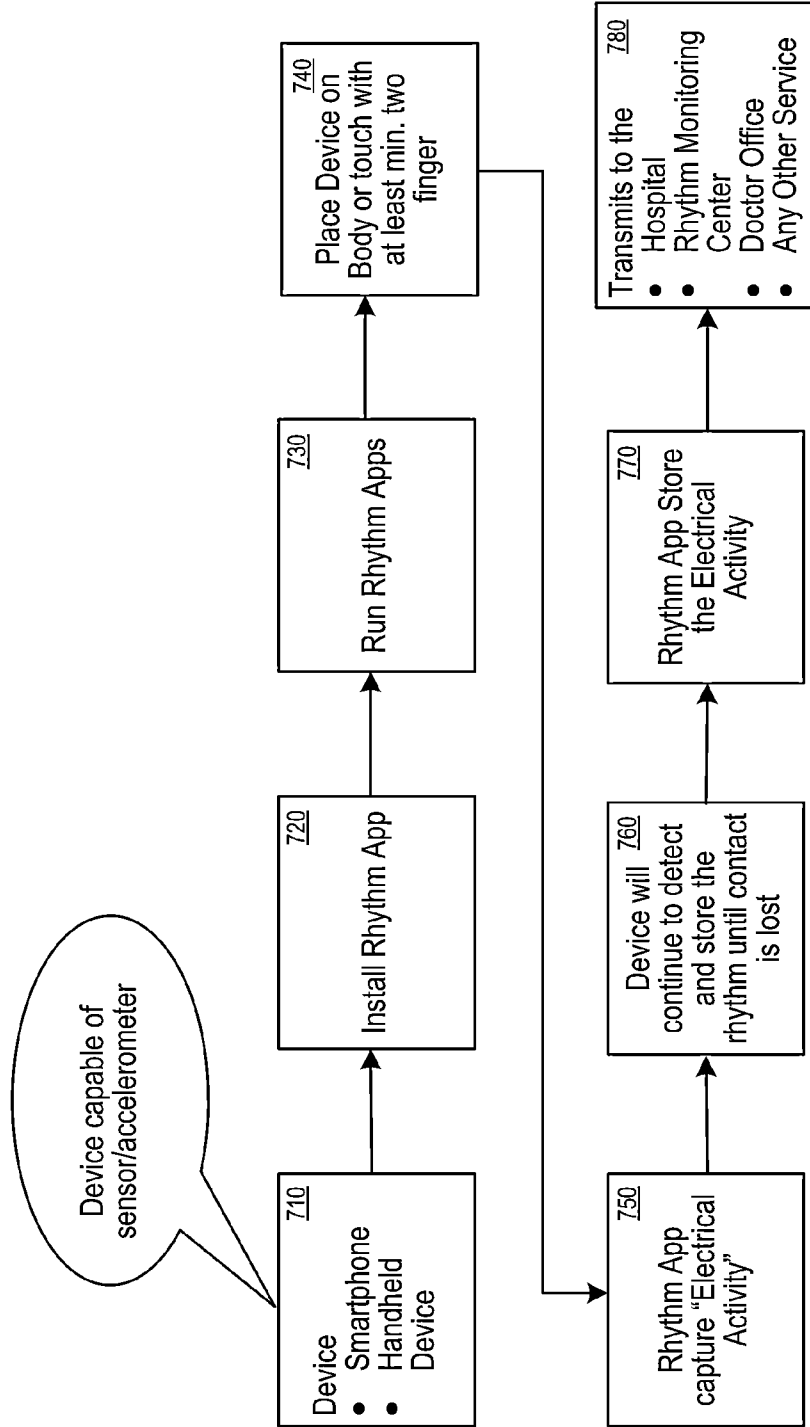 Device capable of
sensor/accelerometer
710
Device
• Smartphone
• Handheld
Device
720
Install Rhythm App
730
Run Rhythm Apps
740
Place Device on
Body or touch with
at least min. two
finger
750
Rhythm App
capture “Electrical
Activity”
Device will 760
continue to detect
and store the
rhythm until contact
is lost
770
Rhythm App Store
the Electrical
Activity
780
Transmits to the
• Hospital
• Rhythm Monitoring
Center
• Doctor Office
• Any Other Service